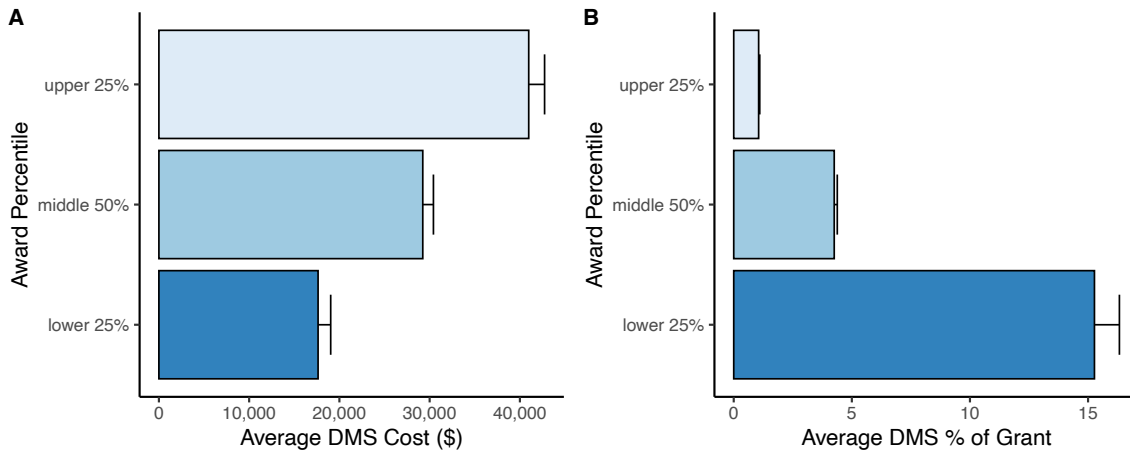 A
Award Percentile
upper 25%
middle 50%
lower 25%
0
10,000
20,000
30,000
40,000
Average DMS Cost ($)
B
Award Percentile
upper 25%
middle 50%
lower 25%
0
5
10
15
Average DMS % of Grant